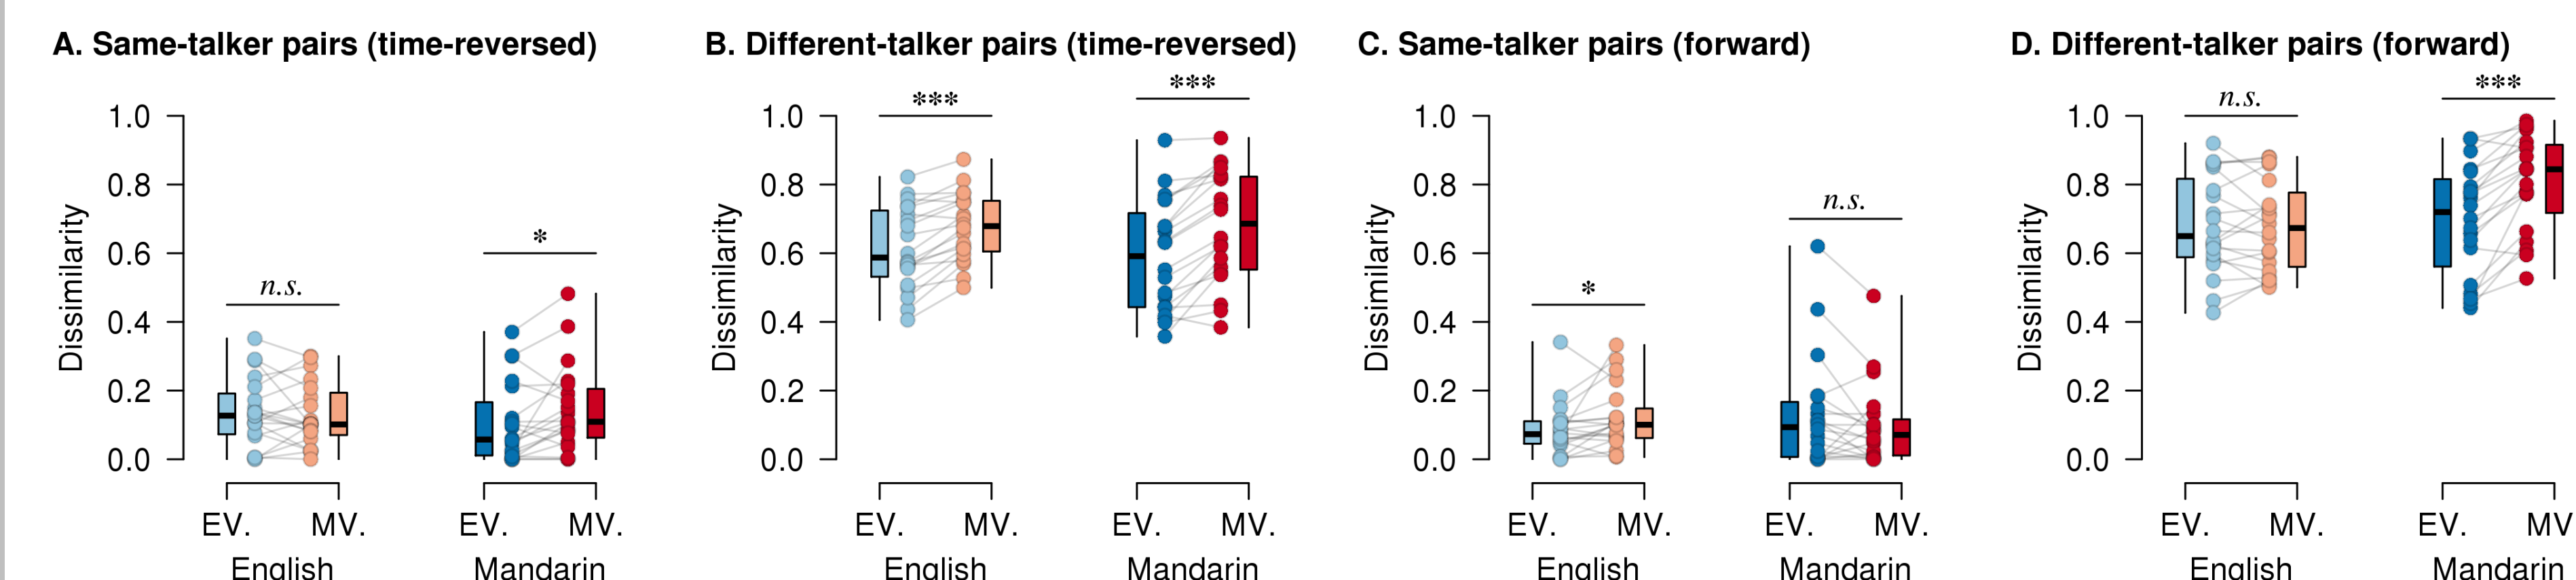 A. Same-talker pairs (time-reversed)
Dissimilarity
1.0
0.8
0.6
0.4
0.2
0.0
n.s.
*
EV. MV. EV. MV.
English Mandarin
B. Different-talker pairs (time-reversed)
Dissimilarity
1.0
0.8
0.6
0.4
0.2
0.0
***
***
EV. MV. EV. MV.
English Mandarin
C. Same-talker pairs (forward)
Dissimilarity
1.0
0.8
0.6
0.4
0.2
0.0
*
n.s.
EV. MV. EV. MV.
English Mandarin
D. Different-talker pairs (forward)
Dissimilarity
1.0
0.8
0.6
0.4
0.2
0.0
n.s.
***
EV. MV. EV. MV
English Mandarin